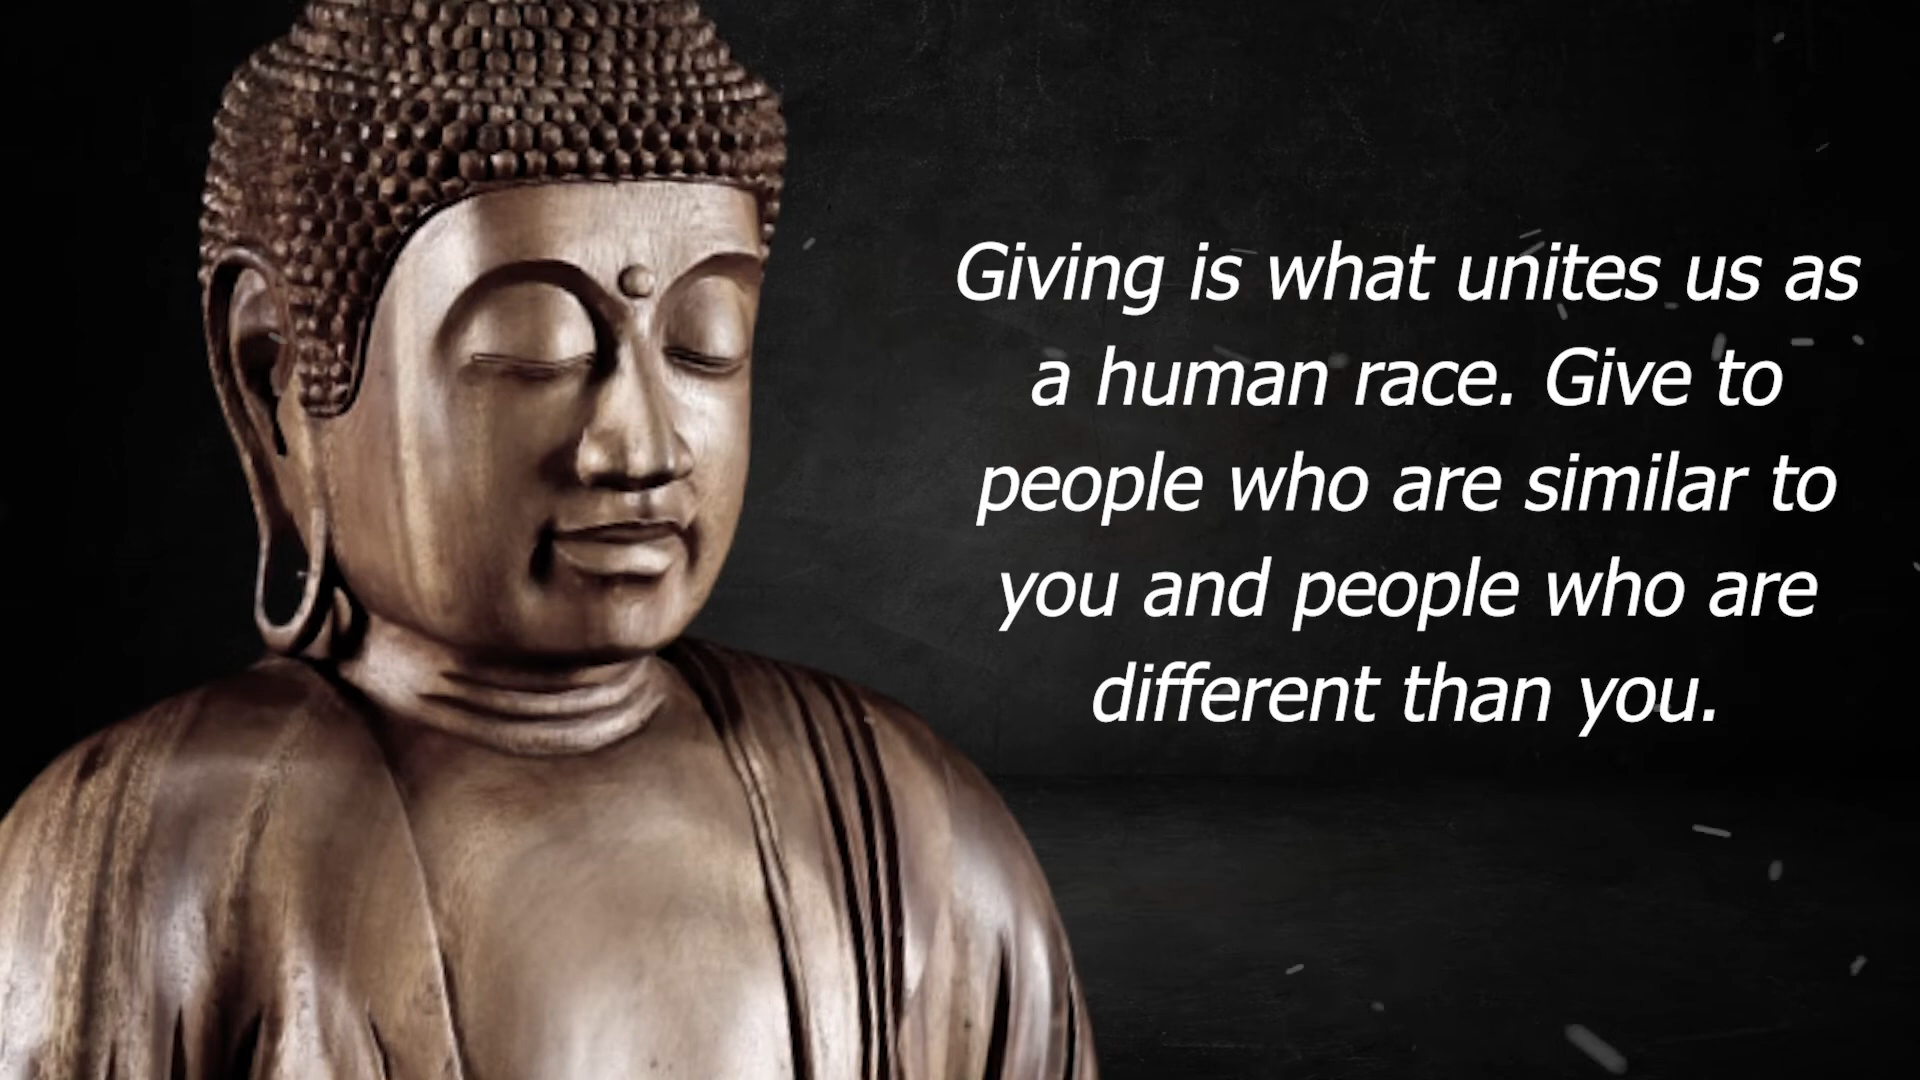 Giving is what unites us as
a human race. Give to
people who are similar to
you and people who are
different than you.